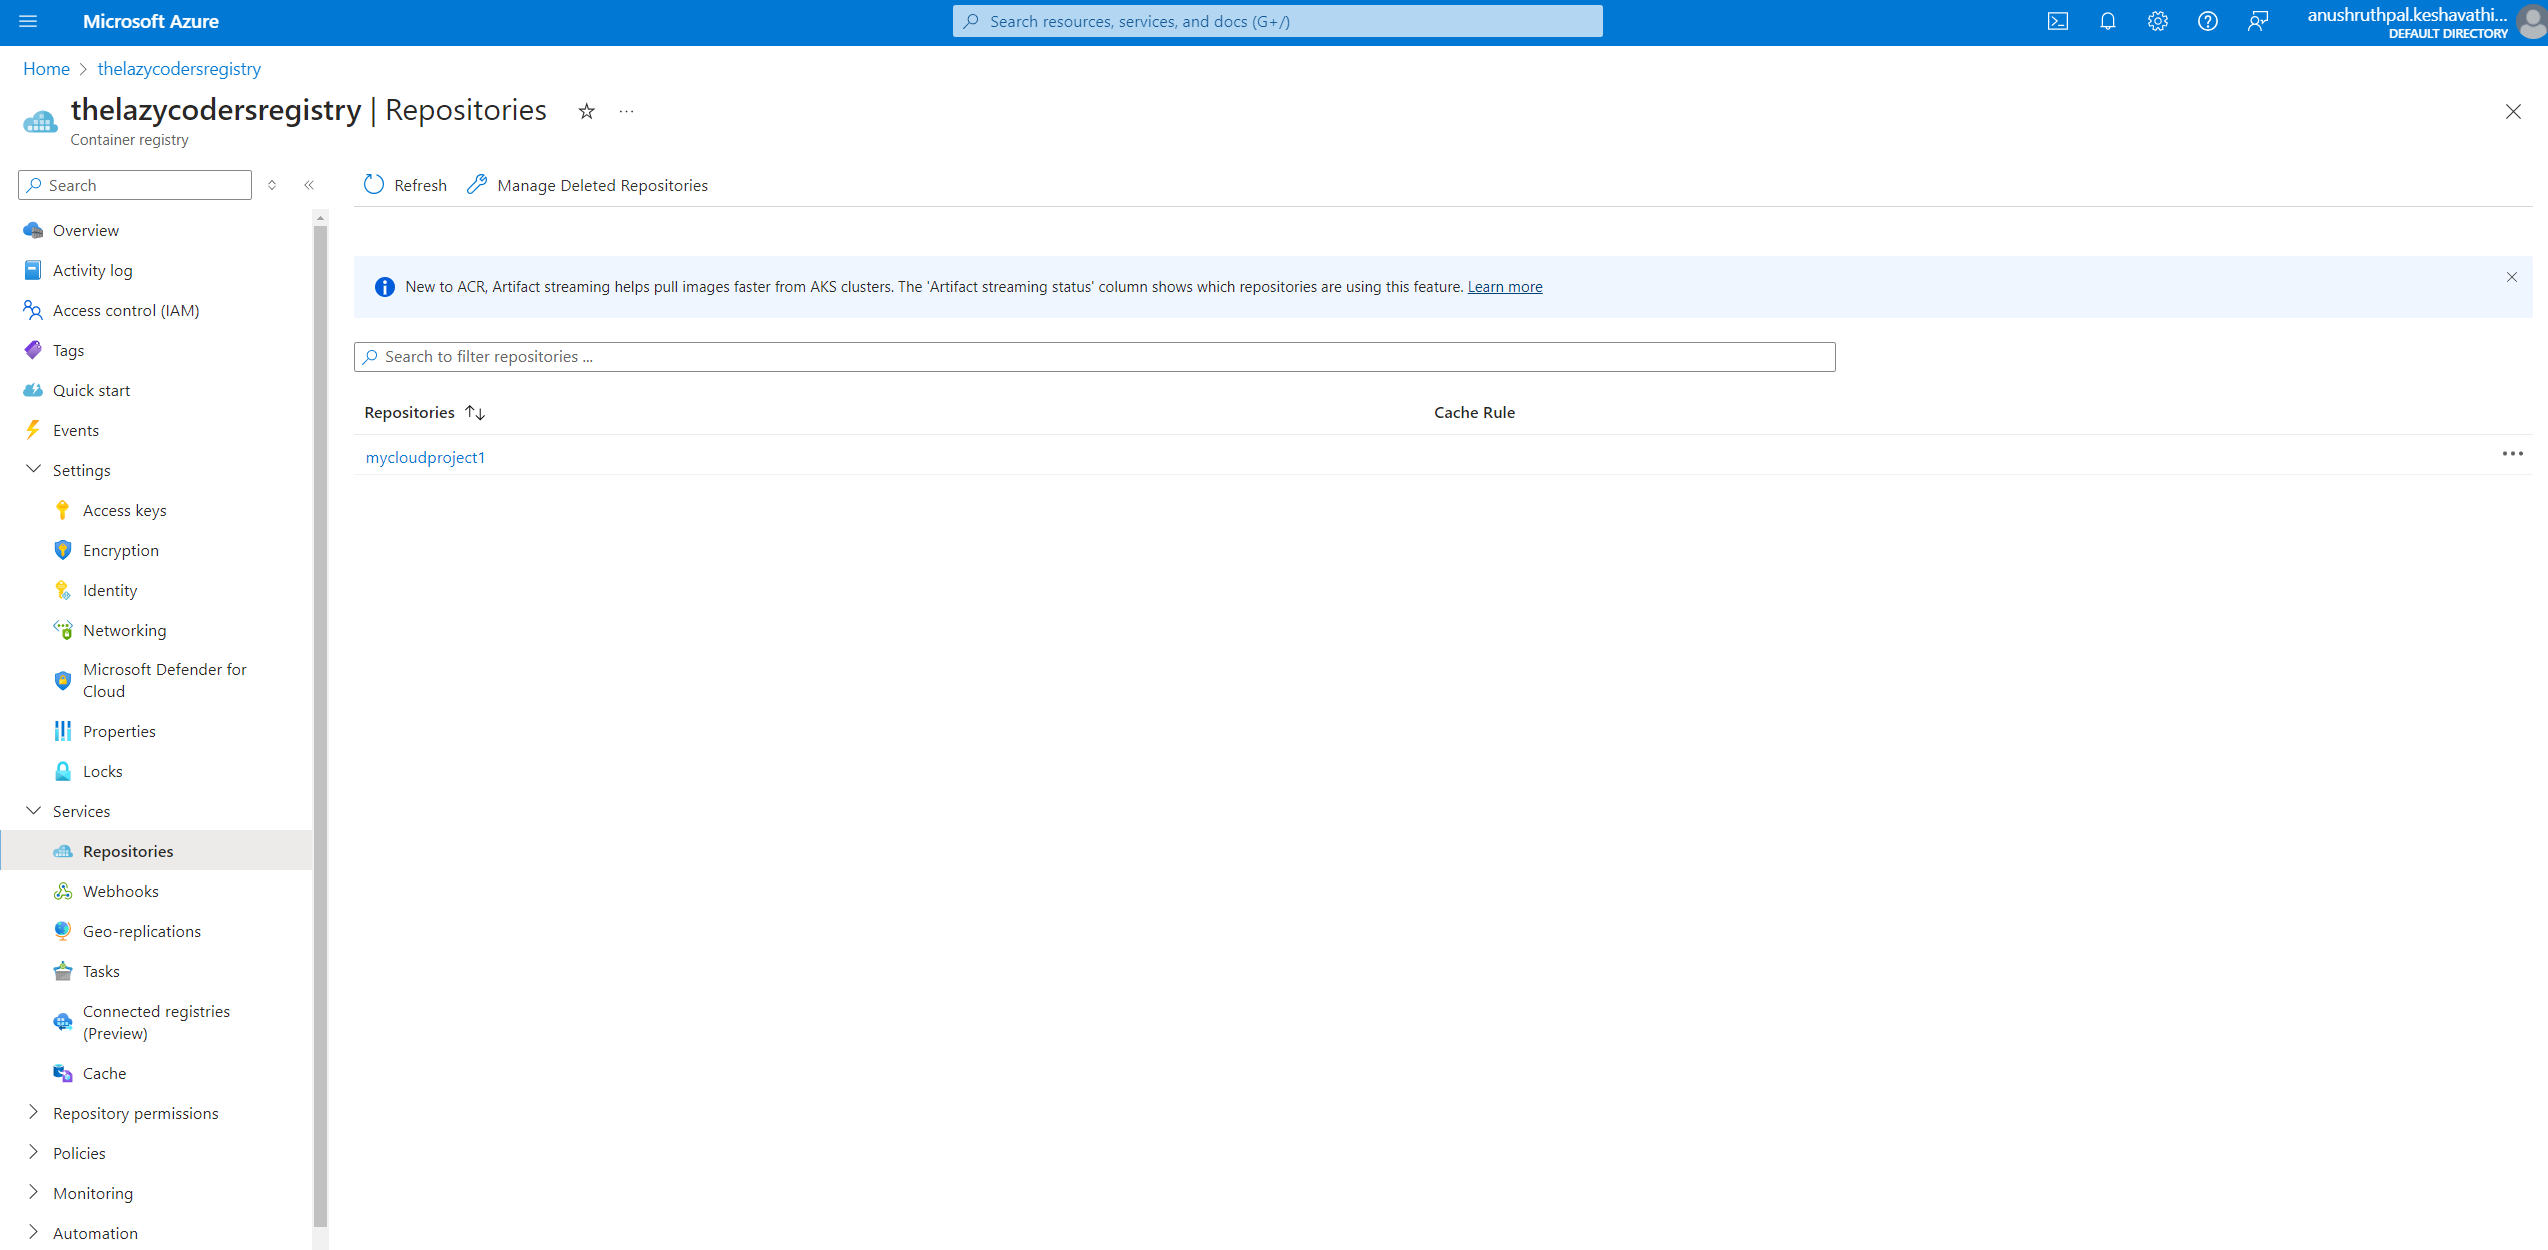 Microsoft Azure
Search resources, services, and docs (G+/)
anushruthpal.keshavathi...
DEFAULT DIRECTORY
Home > thelazycodersregistry
thelazycodersregistry | Repositories
...
Container registry
Search
Refresh
Manage Deleted Repositories
Overview
Activity log
Access control (IAM)
Tags
Quick start
Events
Settings
Access keys
Encryption
Identity
Networking
Microsoft Defender for
Cloud
Properties
Locks
Services
Repositories
Webhooks
Geo-replications
Tasks
Connected registries
(Preview)
Cache
Repository permissions
Policies
Monitoring
Automation
New to ACR, Artifact streaming helps pull images faster from AKS clusters. The 'Artifact streaming status' column shows which repositories are using this feature. Learn more
Search to filter repositories ...
Repositories
Cache Rule
mycloudproject1